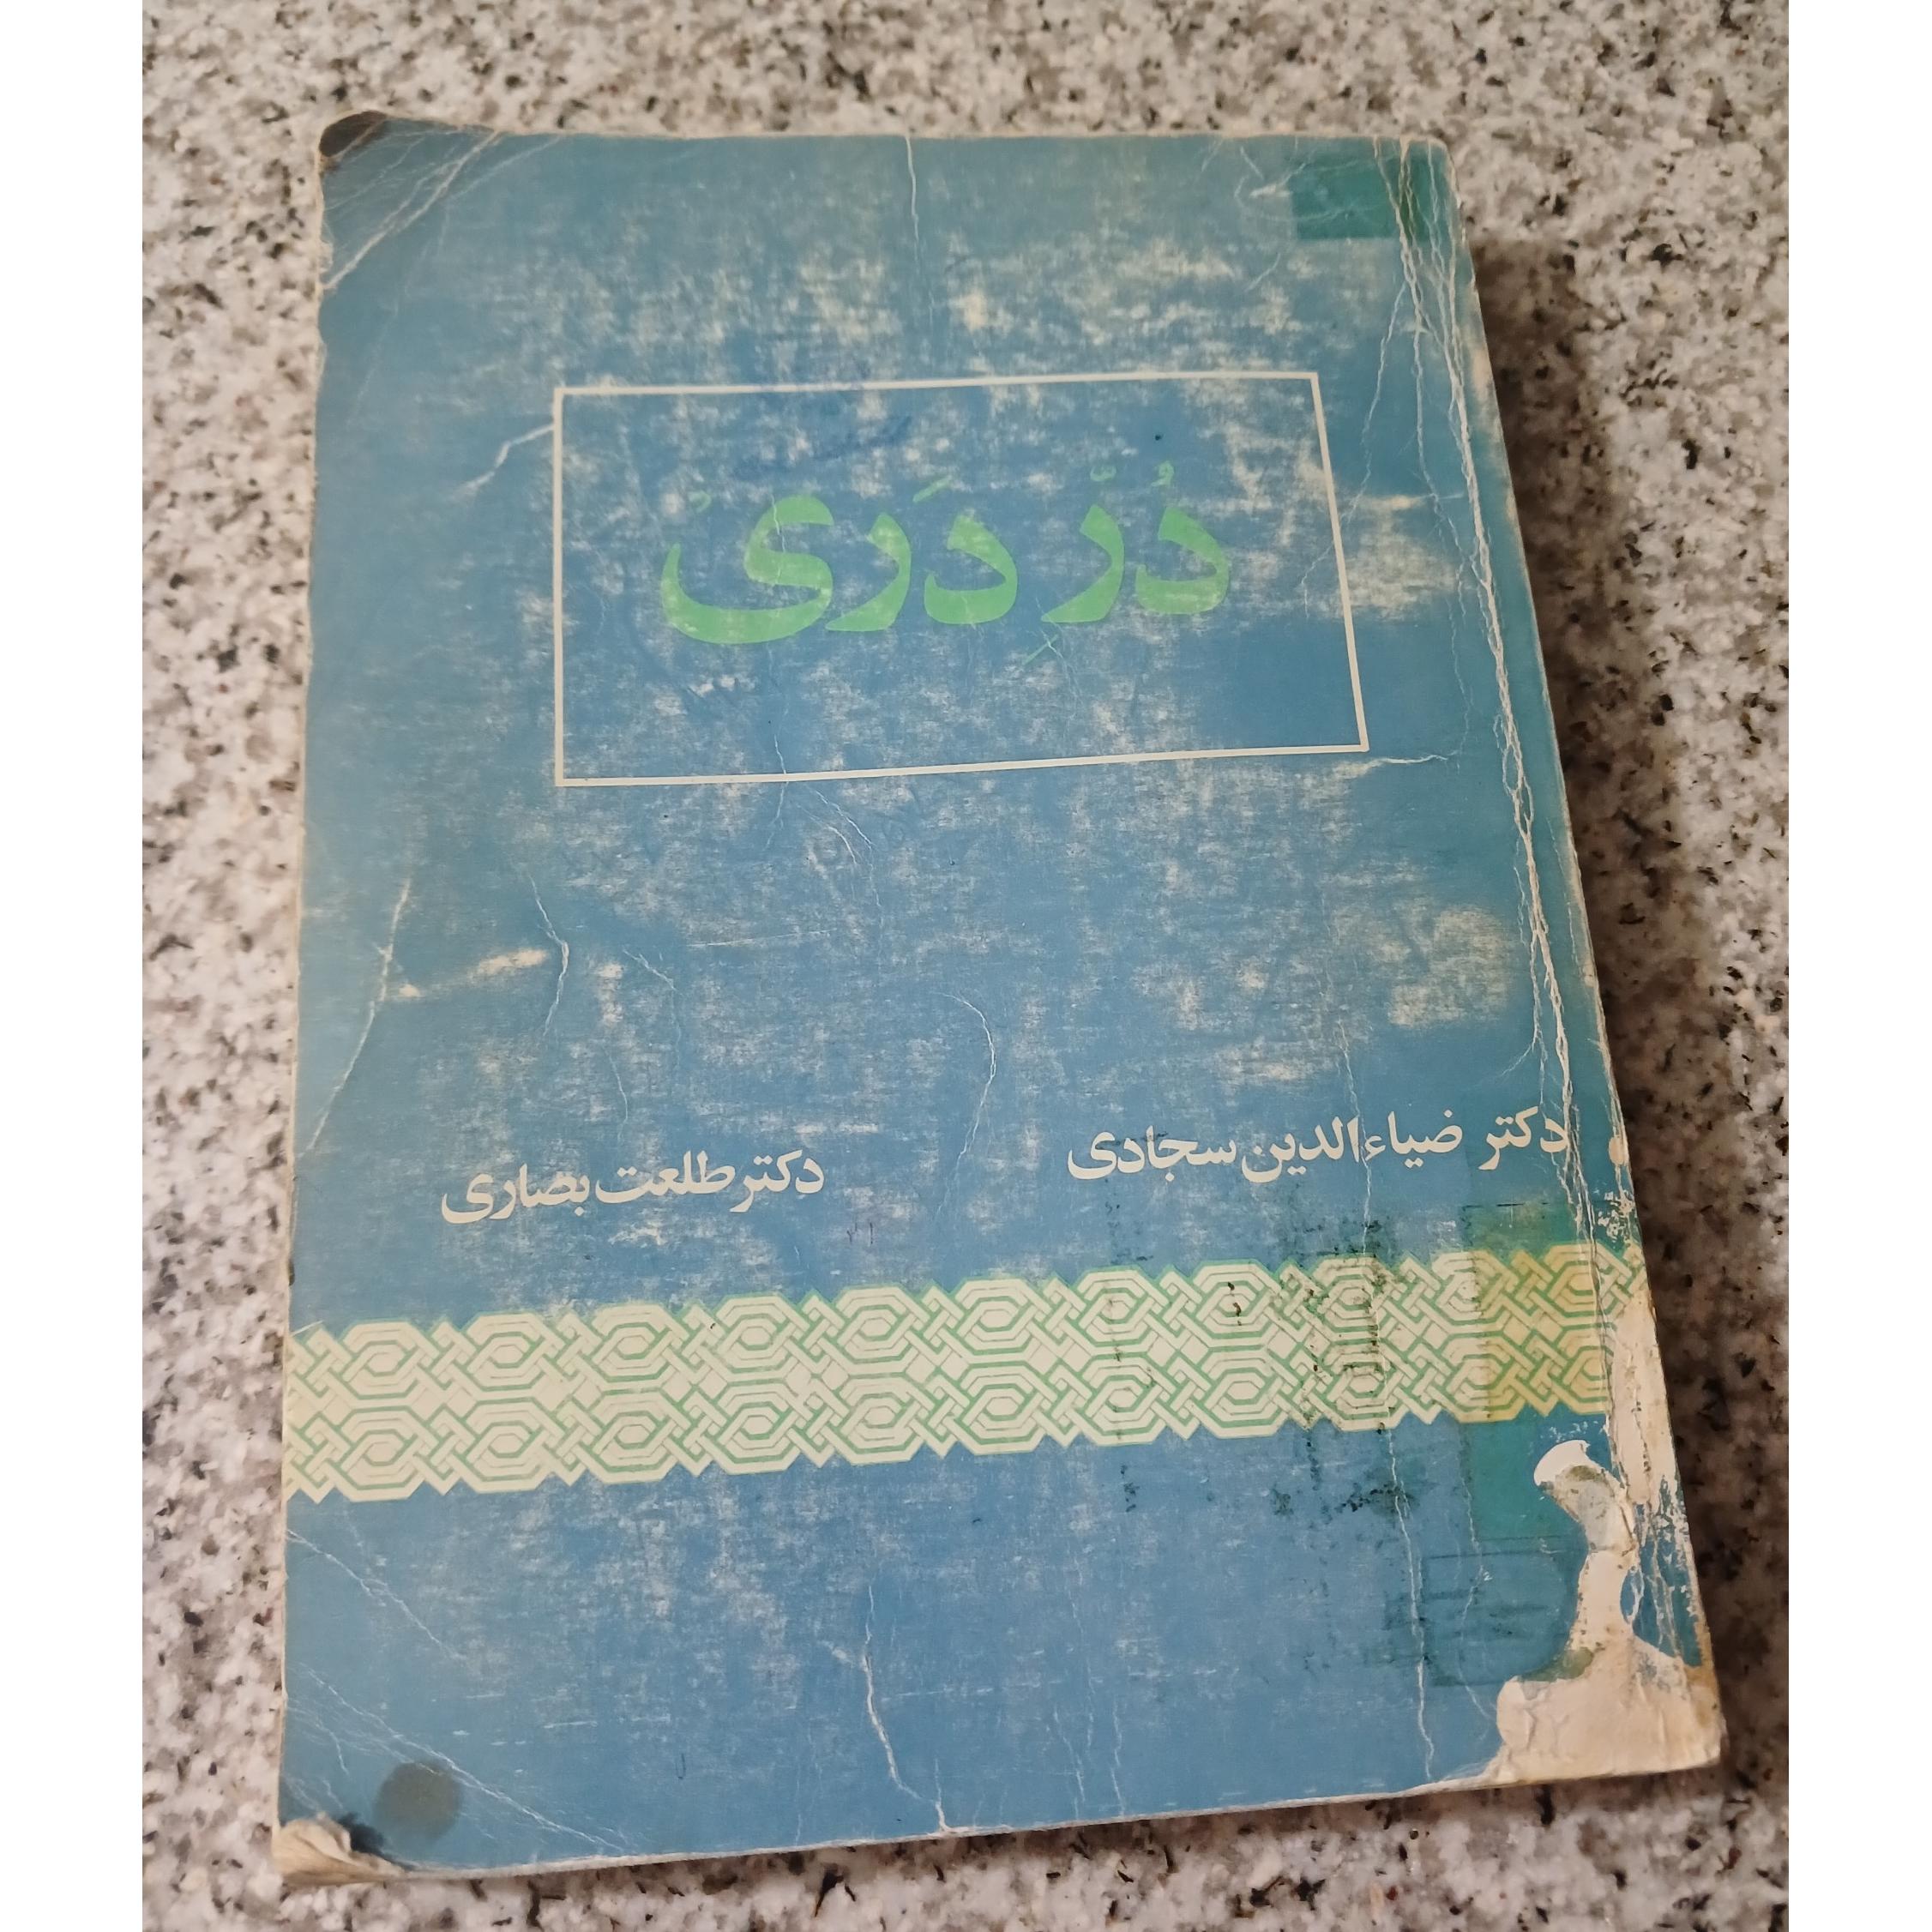 دُرِّ دَری
دکتر ضیاءالدین سجادی
دکتر طلعت بصاری